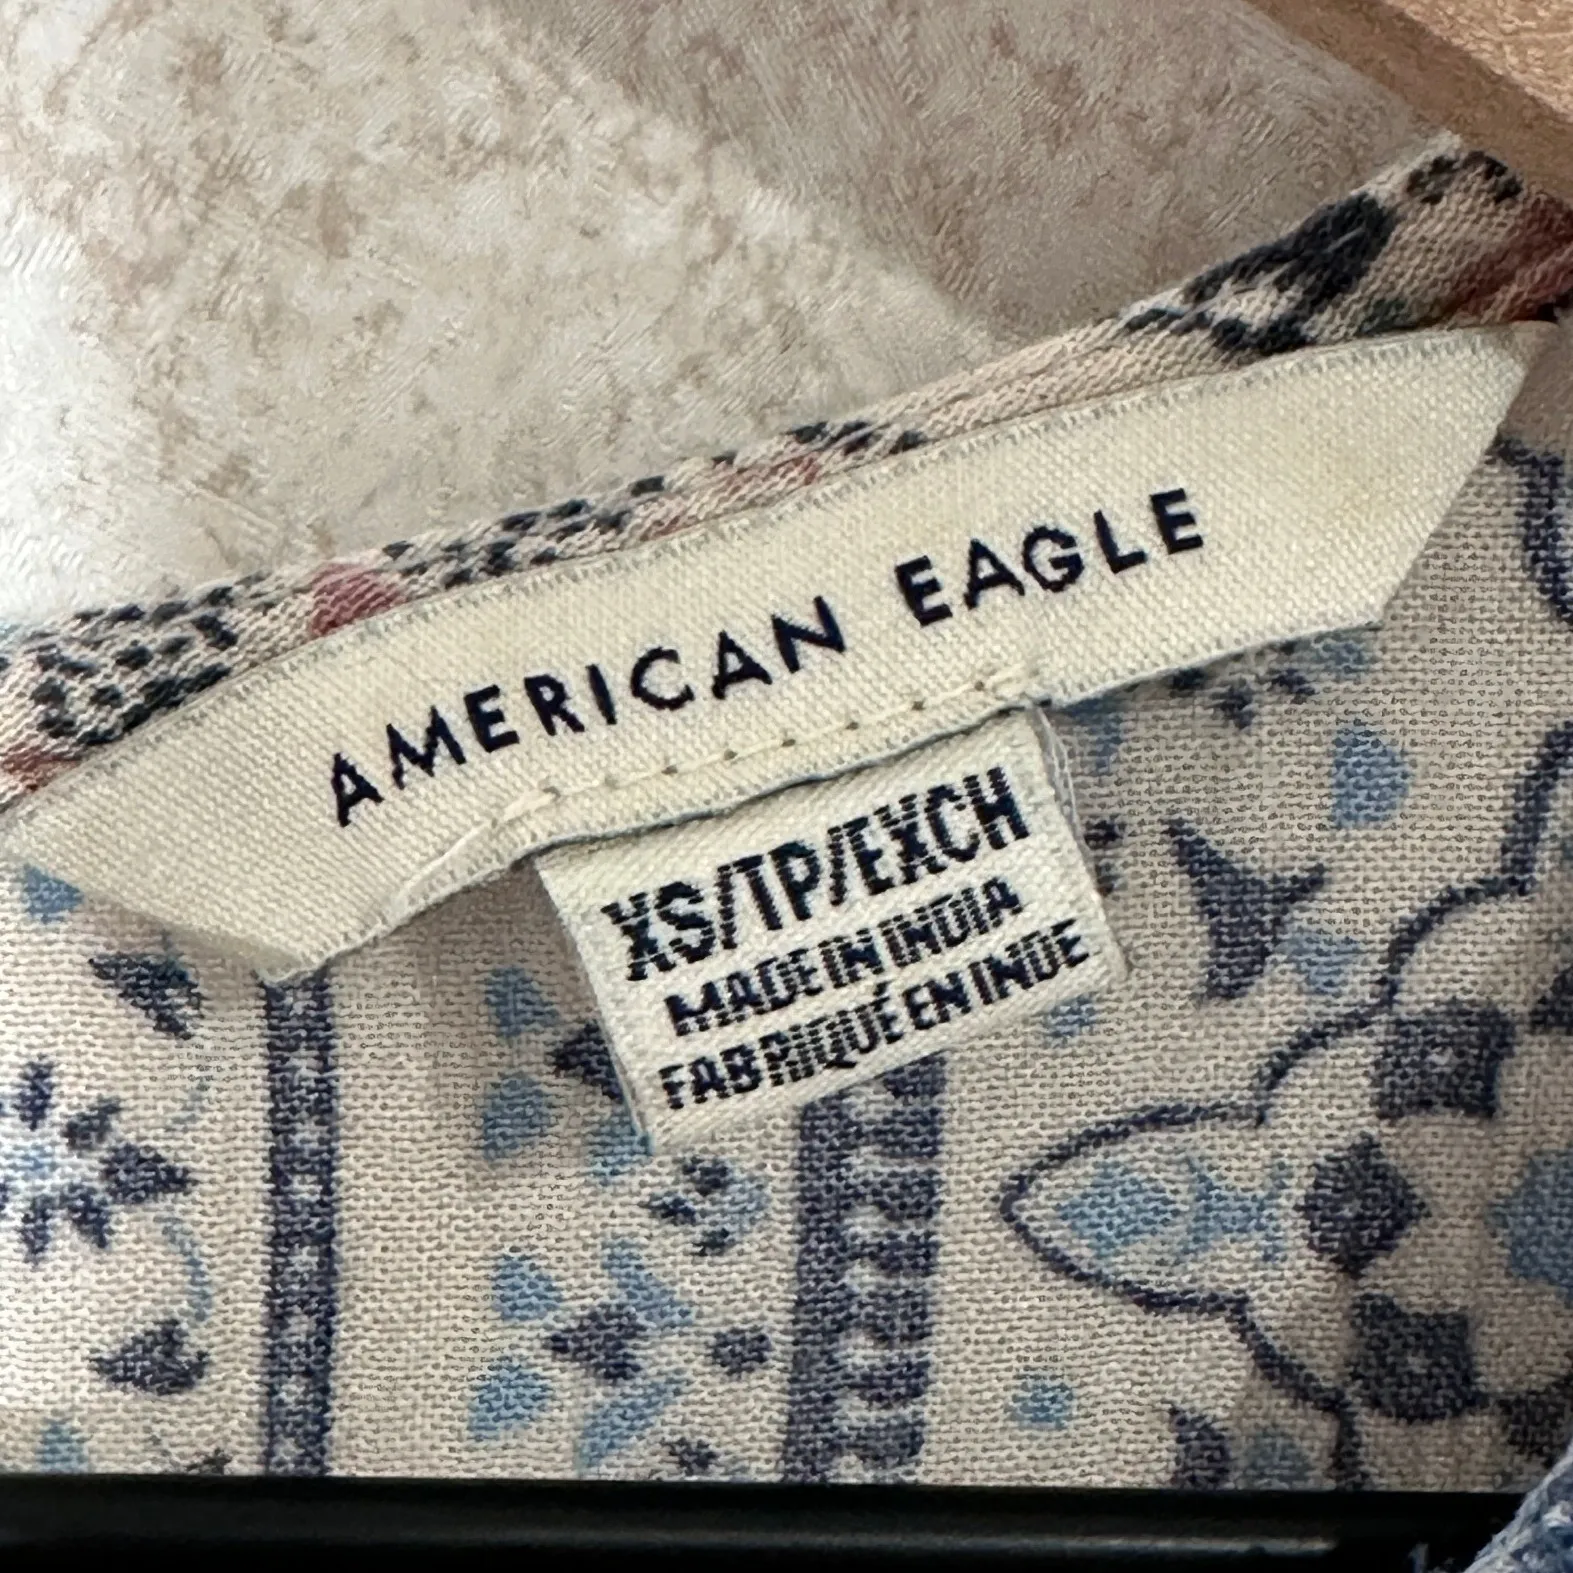 AMERICAN EAGLE
XS/TP/EXCH
MADE IN INDIA
FABRIQUÉ EN INDE